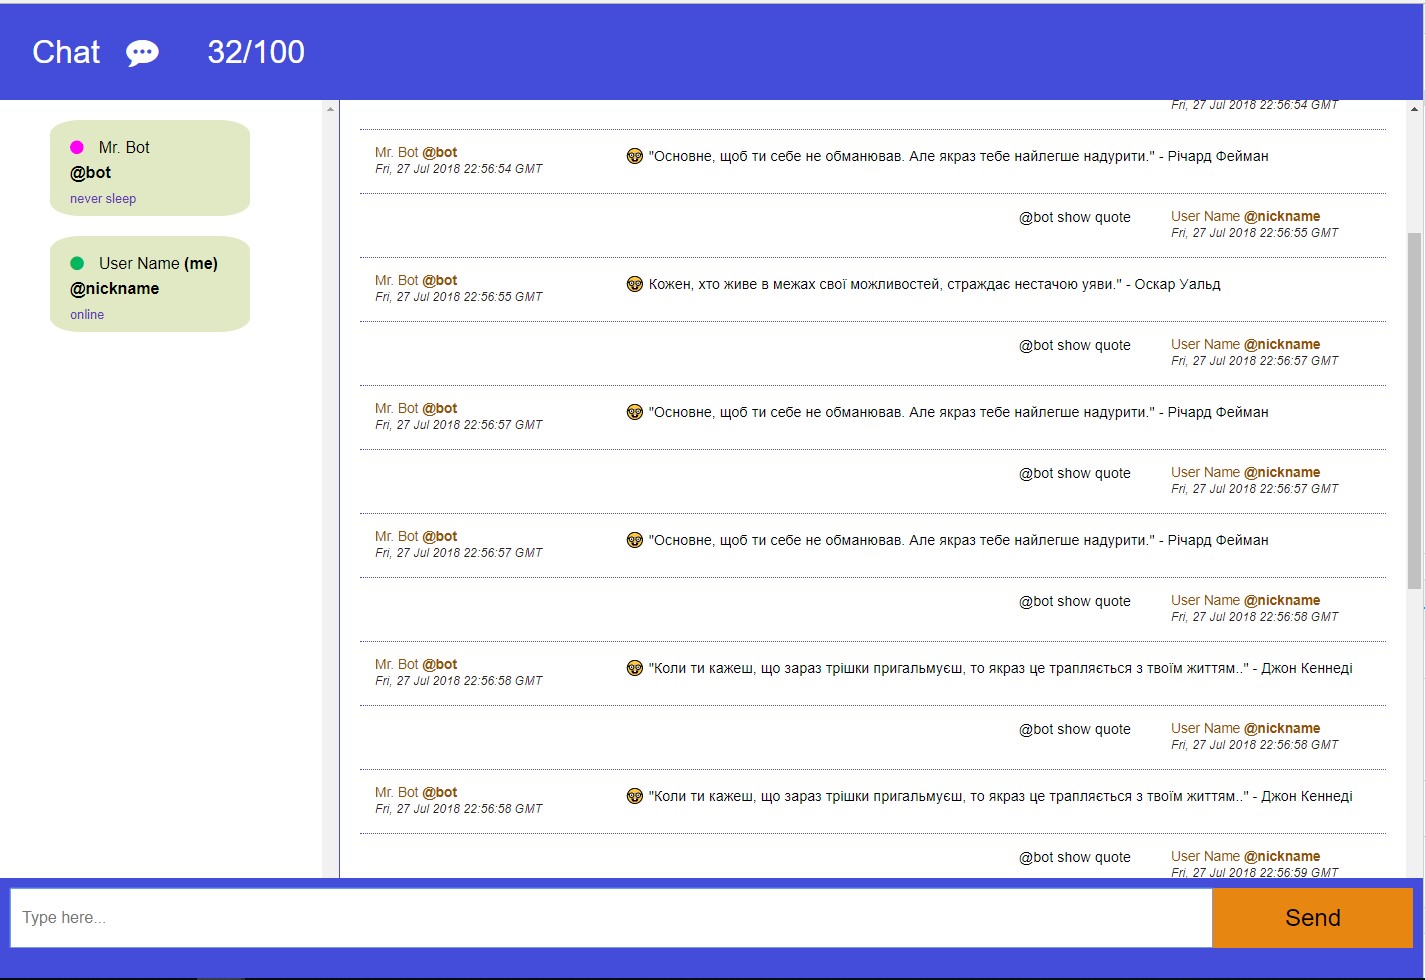 Chat 32/100
Mr. Bot
@bot
never sleep
User Name (me)
@nickname
online
Fri, 27 Jul 2018 22:56:54 GMT
Mr. Bot @bot
Fri, 27 Jul 2018 22:56:54 GMT
"Основне, щоб ти себе не обманював. Але якраз тебе найлегше надурити." - Річард Фейман
@bot show quote
User Name @nickname
Fri, 27 Jul 2018 22:56:55 GMT
Mr. Bot @bot
Fri, 27 Jul 2018 22:56:55 GMT
Кожен, хто живе в межах свої можливостей, страждає нестачою уяви." - Оскар Уальд
@bot show quote
User Name @nickname
Fri, 27 Jul 2018 22:56:57 GMT
Mr. Bot @bot
Fri, 27 Jul 2018 22:56:57 GMT
"Основне, щоб ти себе не обманював. Але якраз тебе найлегше надурити." - Річард Фейман
@bot show quote
User Name @nickname
Fri, 27 Jul 2018 22:56:57 GMT
Mr. Bot @bot
Fri, 27 Jul 2018 22:56:57 GMT
"Основне, щоб ти себе не обманював. Але якраз тебе найлегше надурити." - Річард Фейман
@bot show quote
User Name @nickname
Fri, 27 Jul 2018 22:56:58 GMT
Mr. Bot @bot
Fri, 27 Jul 2018 22:56:58 GMT
"Коли ти кажеш, що зараз трішки пригальмуєш, то якраз це трапляється з твоїм життям.." - Джон Кеннеді
@bot show quote
User Name @nickname
Fri, 27 Jul 2018 22:56:58 GMT
Mr. Bot @bot
Fri, 27 Jul 2018 22:56:58 GMT
"Коли ти кажеш, що зараз трішки пригальмуєш, то якраз це трапляється з твоїм життям.." - Джон Кеннеді
@bot show quote
User Name @nickname
Fri, 27 Jul 2018 22:56:59 GMT
Type here...
Send